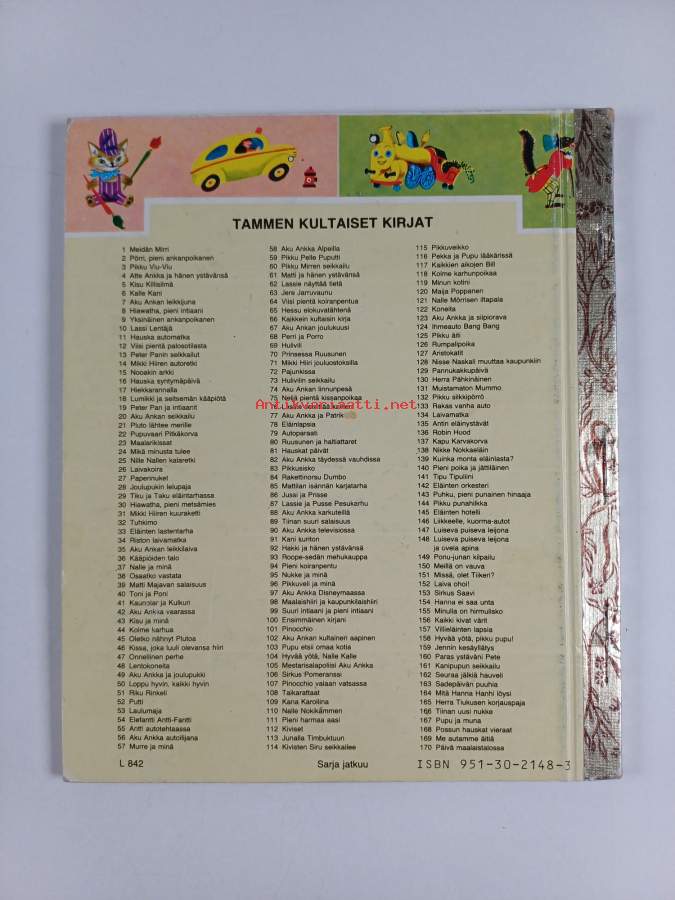 TAMMEN KULTAISET KIRJAT
1 Meidän Mirri
2 Pörri, pieni ankanpoikanen
3 Pikku Viu-Viu
4 Atte Ankka ja hänen ystävänsä
5 Kisu Killisilmä
6 Kalle Kani
7 Aku Ankan leikkijuna
8 Hiawatha, pieni intiaani
9 Yksinäinen ankanpoikanen
10 Lassi Lentäjä
11 Hauska automatka
12 Viisi pientä palosotilasta
13 Peter Panin seikkailut
14 Mikki Hiiren autoretki
15 Nooakin arkki
16 Hauska syntymäpäivä
17 Hiekkarannalla
18 Lumikki ja seitsemän kääpiötä
19 Peter Pan ja intiaanit
20 Aku Ankan seikkailu
21 Pluto lähtee merille
22 Pupuvaari Pitkäkorva
23 Maalarikissat
24 Mikä minusta tulee
25 Nille Nallen kalaretki
26 Laivakoira
27 Paperinuket
28 Joulupukin lelupaja
29 Tiku ja Taku eläintarhassa
30 Hiawatha, pieni metsämies
31 Mikki Hiiren kuuraketti
32 Tuhkimo
33 Eläinten lastentarha
34 Riston laivamatka
35 Aku Ankan leikkilaiva
36 Kääpiöiden talo
37 Nalle ja minä
38 Osaatko vastata
39 Matti Majavan salaisuus
40 Toni ja Poni
41 Kaunotar ja Kulkuri
42 Aku Ankka vaarassa
43 Kisu ja minä
44 Kolme karhua
45 Oletko nähnyt Plutoa
46 Kissa, joka luuli olevansa hiiri
47 Onnellinen perhe
48 Lentokoneita
49 Aku Ankka ja joulupukki
50 Loppu hyvin, kaikki hyvin
51 Riku Rinkeli
52 Putti
53 Laulumaja
54 Elefantti Antti-Fantti
55 Antti autotehtaassa
56 Aku Ankka autoilijana
57 Murre ja minä
58 Aku Ankka Alpeilla
59 Pikku Pelle Puputti
60 Pikku Mirren seikkailu
61 Matti ja hänen ystävänsä
62 Lassie näyttää tietä
63 Jere Jarruvaunu
64 Viisi pientä koiranpentua
65 Hessu elokuvatähtenä
66 Kaikkein kultaisin kirja
67 Aku Ankan joulukuusi
68 Perri ja Porro
69 Hulivili
70 Prinsessa Ruusunen
71 Mikki Hiiri jouluostoksilla
72 Pajunkissa
73 Hulivilin seikkailu
74 Aku Ankan linnunpesä
75 Neljä pientä kissanpoikaa
77 Aku Ankka ja Patrik
78 Eläinlapsia
79 Autoparaati
80 Ruusunen ja haltiattaret
81 Hauskat päivät
82 Aku Ankka täydessä vauhdissa
83 Pikkusisko
84 Rakettinorsu Dumbo
85 Mattilan isännän karjatarha
86 Jussi ja Prisse
87 Lassie ja Pusse Pesukarhu
88 Aku Ankka karkuteillä
89 Tiinan suuri salaisuus
90 Aku Ankka televisiossa
91 Kani suriton
92 Hakki ja hänen ystävänsä
93 Roope-sedän mehukauppa
94 Pieni koiranpentu
95 Nukke ja minä
96 Pikkuveli ja minä
97 Aku Ankka Disneymaassa
98 Maalaishiiri ja kaupunkilaishiiri
99 Suuri intiaani ja pieni intiaani
100 Ensimmäinen kirjani
101 Pinocchio
102 Aku Ankan kultainen aapinen
103 Pupu etsii omaa kotia
104 Hyvää yötä, Nalle Kalle
105 Mestarisalapoliisi Aku Ankka
106 Sirkus Pomeranssi
107 Pinocchio valaan vatsassa
108 Taikarattaat
109 Kana Karoliina
110 Nalle Nokikämmen
111 Pieni harmaa aasi
112 Kiviset
113 Junalla Timbuktuun
114 Kivisten Siru seikkailee
115 Pikkuveikko
116 Pekka ja Pupu lääkärissä
117 Kaikkien aikojen Bill
118 Kolme karhunpoikaa
119 Minun kotini
120 Maija Poppanen
121 Nalle Mörrisen iltapala
122 Koneita
123 Aku Ankka ja siipiorava
124 Ihmeauto Bang Bang
125 Pikku äiti
126 Rumpalipoika
127 Aristokatit
128 Nisse Naskali muuttaa kaupunkiin
129 Pannukakkupäivä
130 Herra Pähkinäinen
131 Muistamaton Mummo
132 Pikku silkkipörrö
133 Rakas vanha auto
134 Laivamatka
135 Antin eläinystävät
136 Robin Hood
137 Kapu Karvakorva
138 Nikke Nokkaeläin
139 Kuinka monta eläinlasta?
140 Pieni poika ja jättiläinen
141 Tipu Tipuliini
142 Eläinten orkesteri
143 Puhku, pieni punainen hinaaja
144 Pikku punahilkka
145 Eläinten hotelli
146 Liikkeelle, kuorma-autot
147 Luiseva puiseva leijona
148 Luiseva puiseva leijona
ja ovela apina
149 Ponu-junan kilpailu
150 Meillä on vauva
151 Missä, olet Tiikeri?
152 Laiva ohoi!
153 Sirkus Saavi
154 Hanna ei saa unta
155 Minulla on hirmulisko
156 Kaikki kivat värit
157 Villieläinten lapsia
158 Hyvää yötä, pikku pupu!
159 Jennin kesäyllätys
160 Paras ystäväni Pete
161 Kanipupun seikkailu
162 Seuraa jälkiä hauveli
163 Sadepäivän puuhia
164 Mitä Hanna Hanhi löysi
165 Herra Tiukusen korjauspaja
166 Tiinan uusi nukke
167 Pupu ja muna
168 Possun hauskat vieraat
169 Me autamme äitiä
170 Päivä maalaistalossa
L 842
Sarja jatkuu
ISBN 951-30-2148-3
Antikvariaatti.net